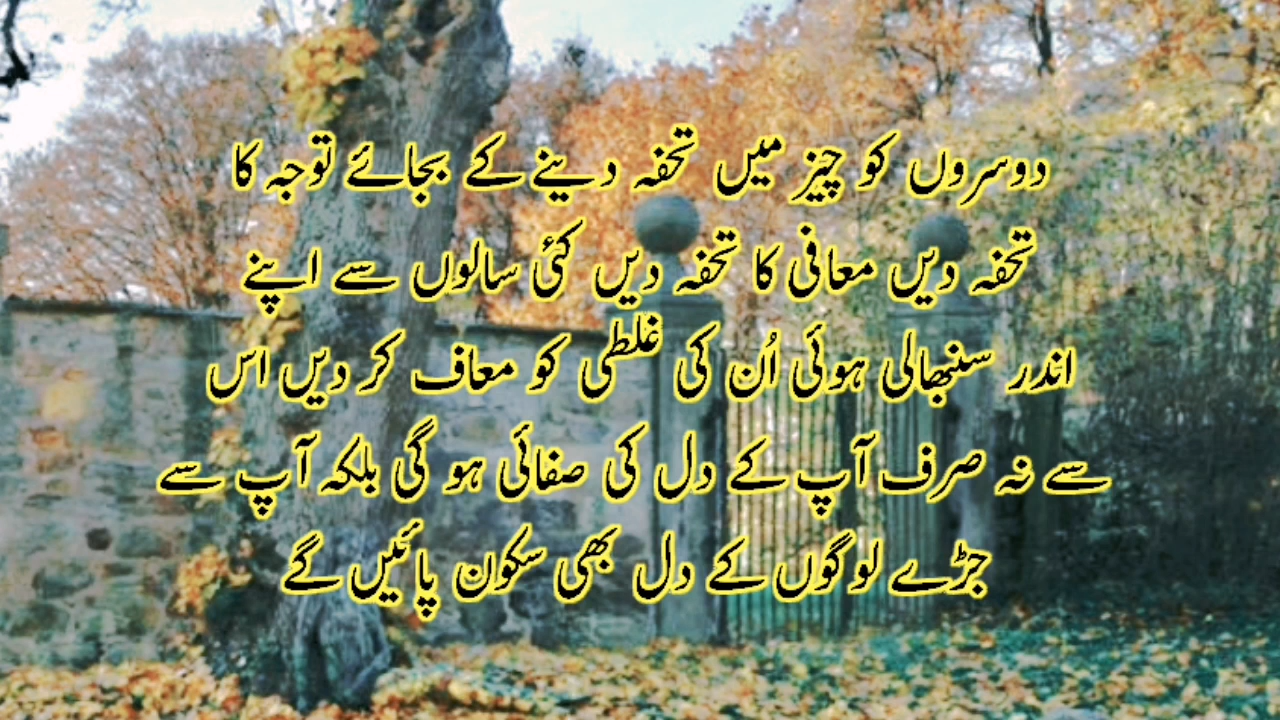 دوسروں کو چیز میں تحفہ دینے کے بجائے توجہ کا
تحفہ دیں معافی کا تحفہ دیں کئی سالوں سے اپنے
اندر سنبھالی ہوئی اُن کی غلطی کو معاف کر دیں اس
سے نہ صرف آپ کے دل کی صفائی ہو گی بلکہ آپ سے
جڑے لوگوں کے دل بھی سکون پائیں گے